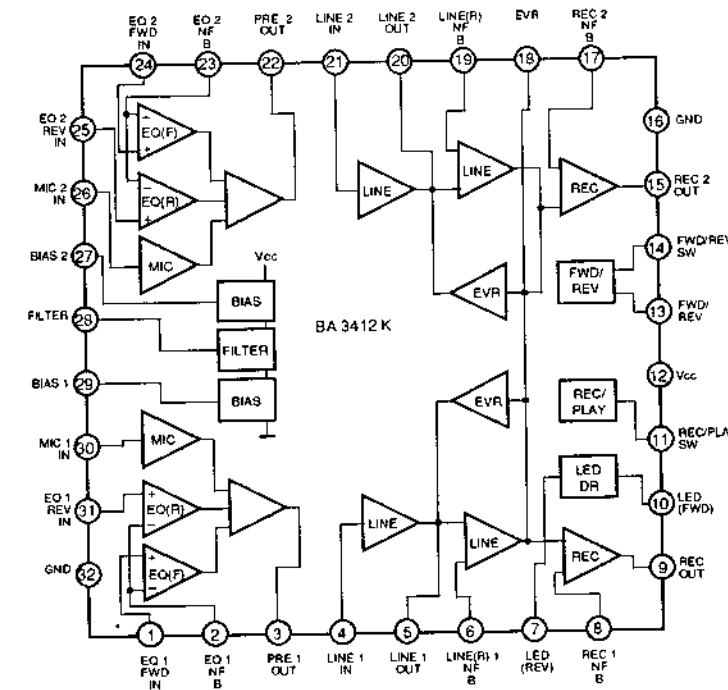 EQ 2
FWD
IN
EQ 2
NF
B
PRE 2
OUT
LINE 2
IN
LINE 2
OUT
LINE(R)
NF
B
EVR
REC 2
NF
B
24
23
22
21
20
19
18
17
EQ 2
REV
IN
25
MIC 2
IN
26
BIAS 2
27
FILTER
28
BIAS 1
29
MIC 1
IN
30
EQ 1
REV
IN
31
GND
32
EQ(F)
EQ(R)
MIC
Vcc
BIAS
FILTER
BIAS
MIC
EQ(R)
EQ(F)
LINE
LINE
REC
EVR
BA 3412 K
EVR
LINE
LINE
REC
FWD/
REV
REC/
PLAY
LED
DR
16
GND
15
REC 2
OUT
14
FWD/REV
SW
13
FWD/
REV
12
Vcc
11
REC/PLA
SW
10
LED
(FWD)
9
REC
OUT
1
2
3
4
5
6
7
8
EQ 1
FWD
IN
EQ 1
NF
B
PRE 1
OUT
LINE 1
IN
LINE 1
OUT
LINE(R) 1
NF
B
LED
(REV)
REC 1
NF
B